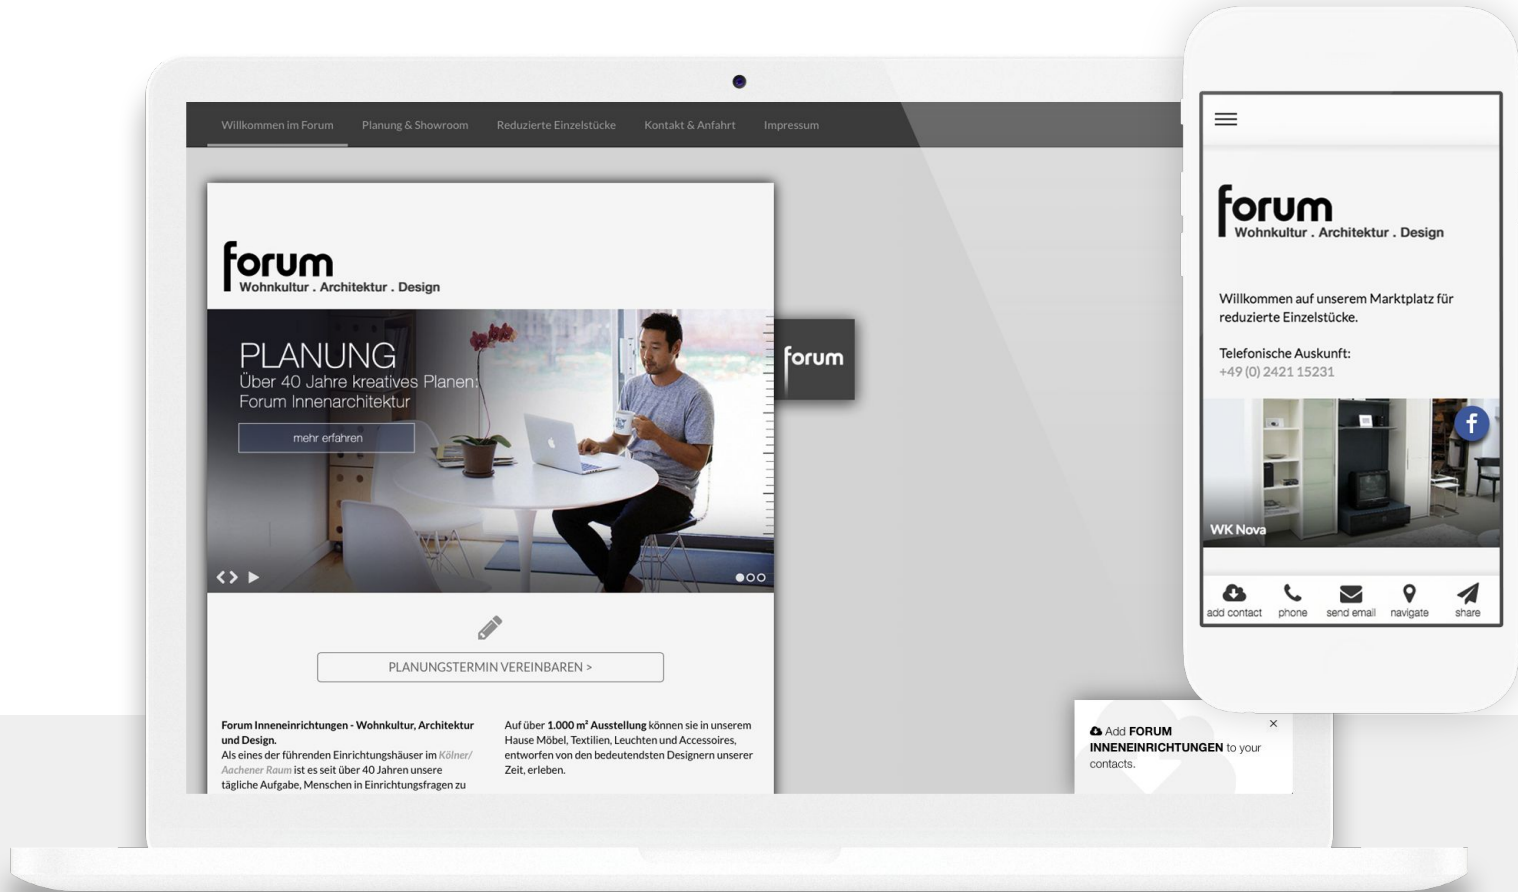 Willkommen im Forum Planung & Showroom Reduzierte Einzelstücke Kontakt & Anfahrt Impressum
forum
Wohnkultur . Architektur . Design
PLANUNG
Über 40 Jahre kreatives Planen:
Forum Innenarchitektur
mehr erfahren
forum
PLANUNGSTERMIN VEREINBAREN >
Forum Inneneinrichtungen - Wohnkultur, Architektur
und Design.
Als eines der führenden Einrichtungshäuser im Kölner/
Aachener Raum ist es seit über 40 Jahren unsere
tägliche Aufgabe, Menschen in Einrichtungsfragen zu
Auf über 1.000 m² Ausstellung können sie in unserem
Hause Möbel, Textilien, Leuchten und Accessoires,
entworfen von den bedeutendsten Designern unserer
Zeit, erleben.
Add FORUM
INNENEINRICHTUNGEN to your
contacts.
forum
Wohnkultur . Architektur . Design
Willkommen auf unserem Marktplatz für
reduzierte Einzelstücke.
Telefonische Auskunft:
+49 (0) 2421 15231
f
WK Nova
add contact phone send email navigate share